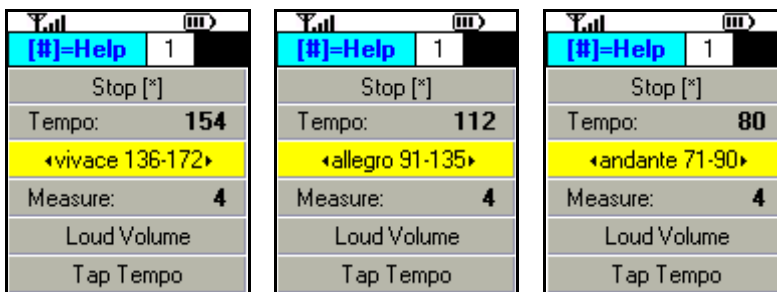 [#]=Help 1
Stop [*]
Tempo: 154
◂vivace 136-172▸
Measure: 4
Loud Volume
Tap Tempo
[#]=Help 1
Stop [*]
Tempo: 112
◂allegro 91-135▸
Measure: 4
Loud Volume
Tap Tempo
[#]=Help 1
Stop [*]
Tempo: 80
◂andante 71-90▸
Measure: 4
Loud Volume
Tap Tempo